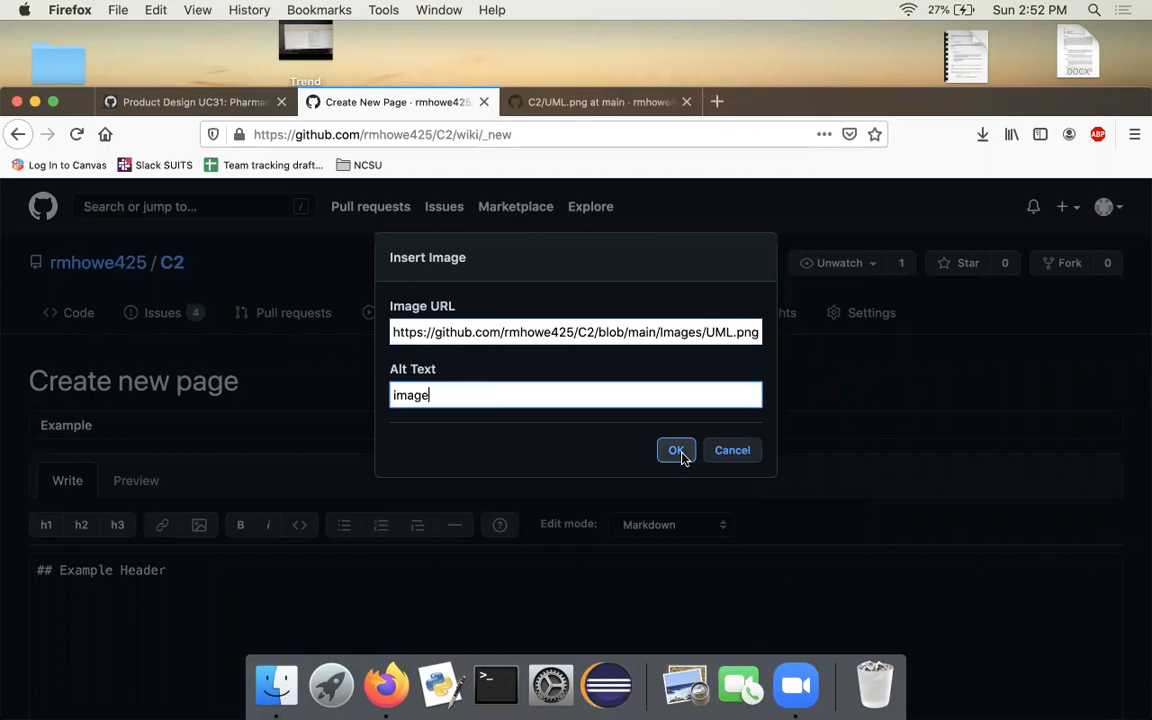 Firefox File Edit View History Bookmarks Tools Window Help 27% Sun 2:52 PM
Trend
DOCX
Product Design UC31: Pharma Create New Page · rmhowe425/ C2/UML.png at main · rmhowe4
https://github.com/rmhowe425/C2/wiki/_new
ABP
Log In to Canvas Slack SUITS Team tracking draft... NCSU
Search or jump to... / Pull requests Issues Marketplace Explore
Insert Image
rmhowe425 / C2 Unwatch 1 Star 0 Fork 0
Image URL
Code Issues 4 Pull requests hts Settings
https://github.com/rmhowe425/C2/blob/main/Images/UML.png
Alt Text
Create new page
image
Example
OK Cancel
Write Preview
h1 h2 h3 B i <> ? Edit mode: Markdown
## Example Header